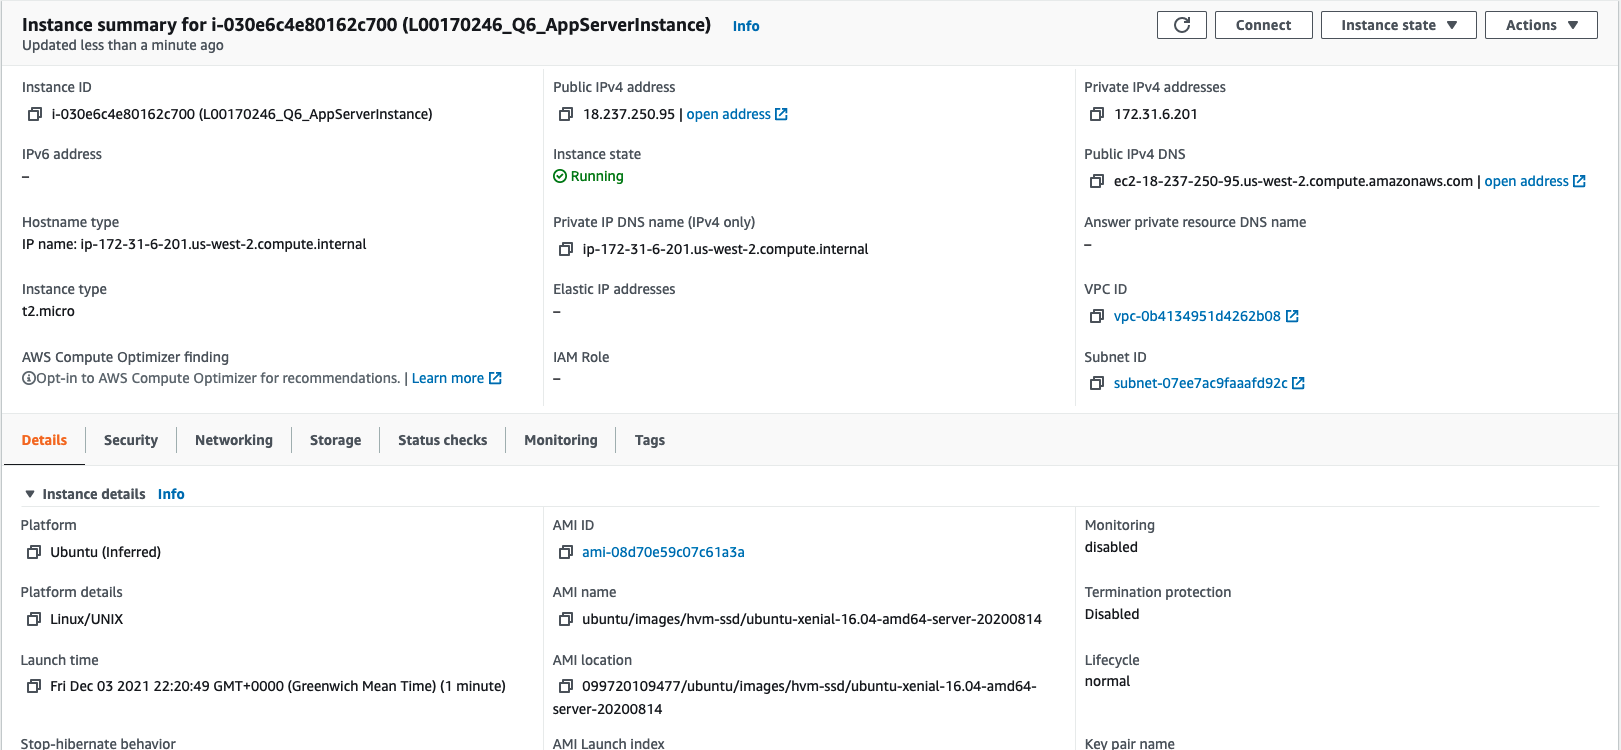 Instance summary for i-030e6c4e80162c700 (L00170246_Q6_AppServerInstance) Info
Updated less than a minute ago
Connect
Instance state
Actions
Instance ID
i-030e6c4e80162c700 (L00170246_Q6_AppServerInstance)
Public IPv4 address
18.237.250.95 | open address
Private IPv4 addresses
172.31.6.201
IPv6 address
–
Instance state
Running
Public IPv4 DNS
ec2-18-237-250-95.us-west-2.compute.amazonaws.com | open address
Hostname type
IP name: ip-172-31-6-201.us-west-2.compute.internal
Private IP DNS name (IPv4 only)
ip-172-31-6-201.us-west-2.compute.internal
Answer private resource DNS name
–
Instance type
t2.micro
Elastic IP addresses
–
VPC ID
vpc-0b4134951d4262b08
AWS Compute Optimizer finding
Opt-in to AWS Compute Optimizer for recommendations. | Learn more
IAM Role
–
Subnet ID
subnet-07ee7ac9faaafd92c
Details
Security
Networking
Storage
Status checks
Monitoring
Tags
Instance details Info
Platform
Ubuntu (Inferred)
AMI ID
ami-08d70e59c07c61a3a
Monitoring
disabled
Platform details
Linux/UNIX
AMI name
ubuntu/images/hvm-ssd/ubuntu-xenial-16.04-amd64-server-20200814
Termination protection
Disabled
Launch time
Fri Dec 03 2021 22:20:49 GMT+0000 (Greenwich Mean Time) (1 minute)
AMI location
099720109477/ubuntu/images/hvm-ssd/ubuntu-xenial-16.04-amd64-
server-20200814
Lifecycle
normal
Stop-hibernate behavior
AMI Launch index
Key pair name